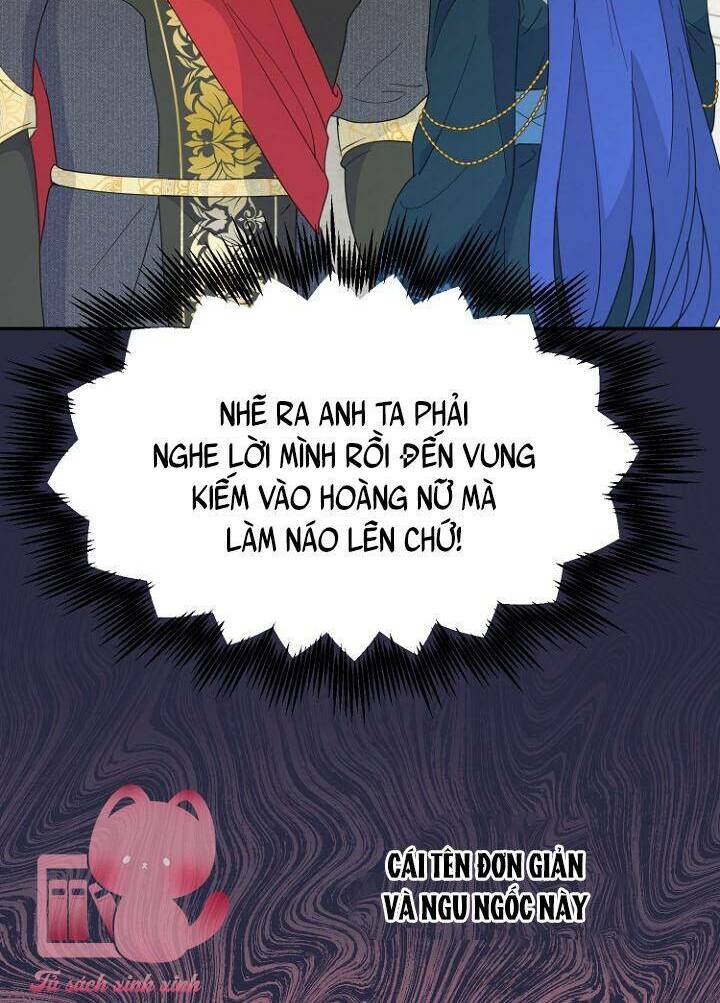 NHẼ RA ANH TA PHẢI
NGHE LỜI MÌNH RỒI ĐẾN VUNG
KIẾM VÀO HOÀNG NỮ MÀ
LÀM NÁO LÊN CHỨ!
CÁI TÊN ĐƠN GIẢN
VÀ NGU NGỐC NÀY
Tủ sách xinh xinh